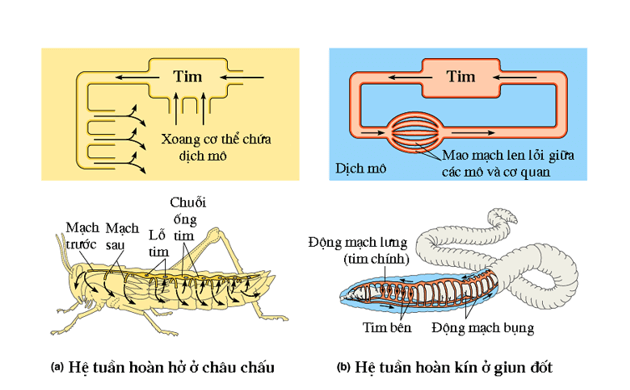 Tim
Xoang cơ thể chứa
dịch mô
Tim
Dịch mô
Mao mạch len lỏi giữa
các mô và cơ quan
Mạch
trước
Mạch
sau
Lỗ
tim
Chuỗi
ống
tim
Động mạch lưng
(tim chính)
Tim bên
Động mạch bụng
(a) Hệ tuần hoàn hở ở châu chấu
(b) Hệ tuần hoàn kín ở giun đốt